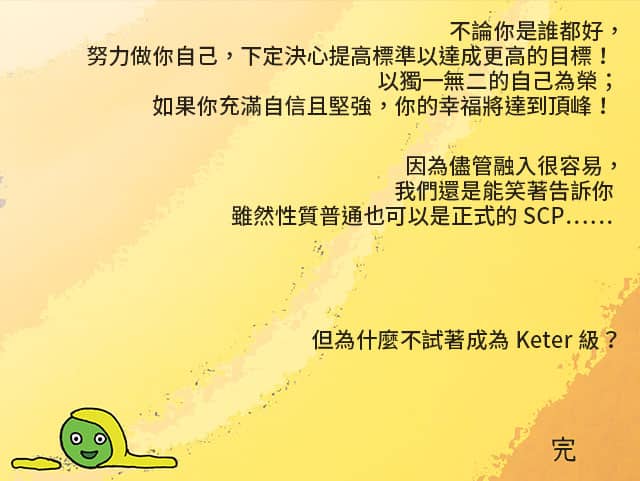 不論你是誰都好，
努力做你自己，下定決心提高標準以達成更高的目標！
以獨一無二的自己為榮；
如果你充滿自信且堅強，你的幸福將達到頂峰！
因為儘管融入很容易，
我們還是能笑著告訴你
雖然性質普通也可以是正式的 SCP……
但為什麼不試著成為 Keter 級？
完